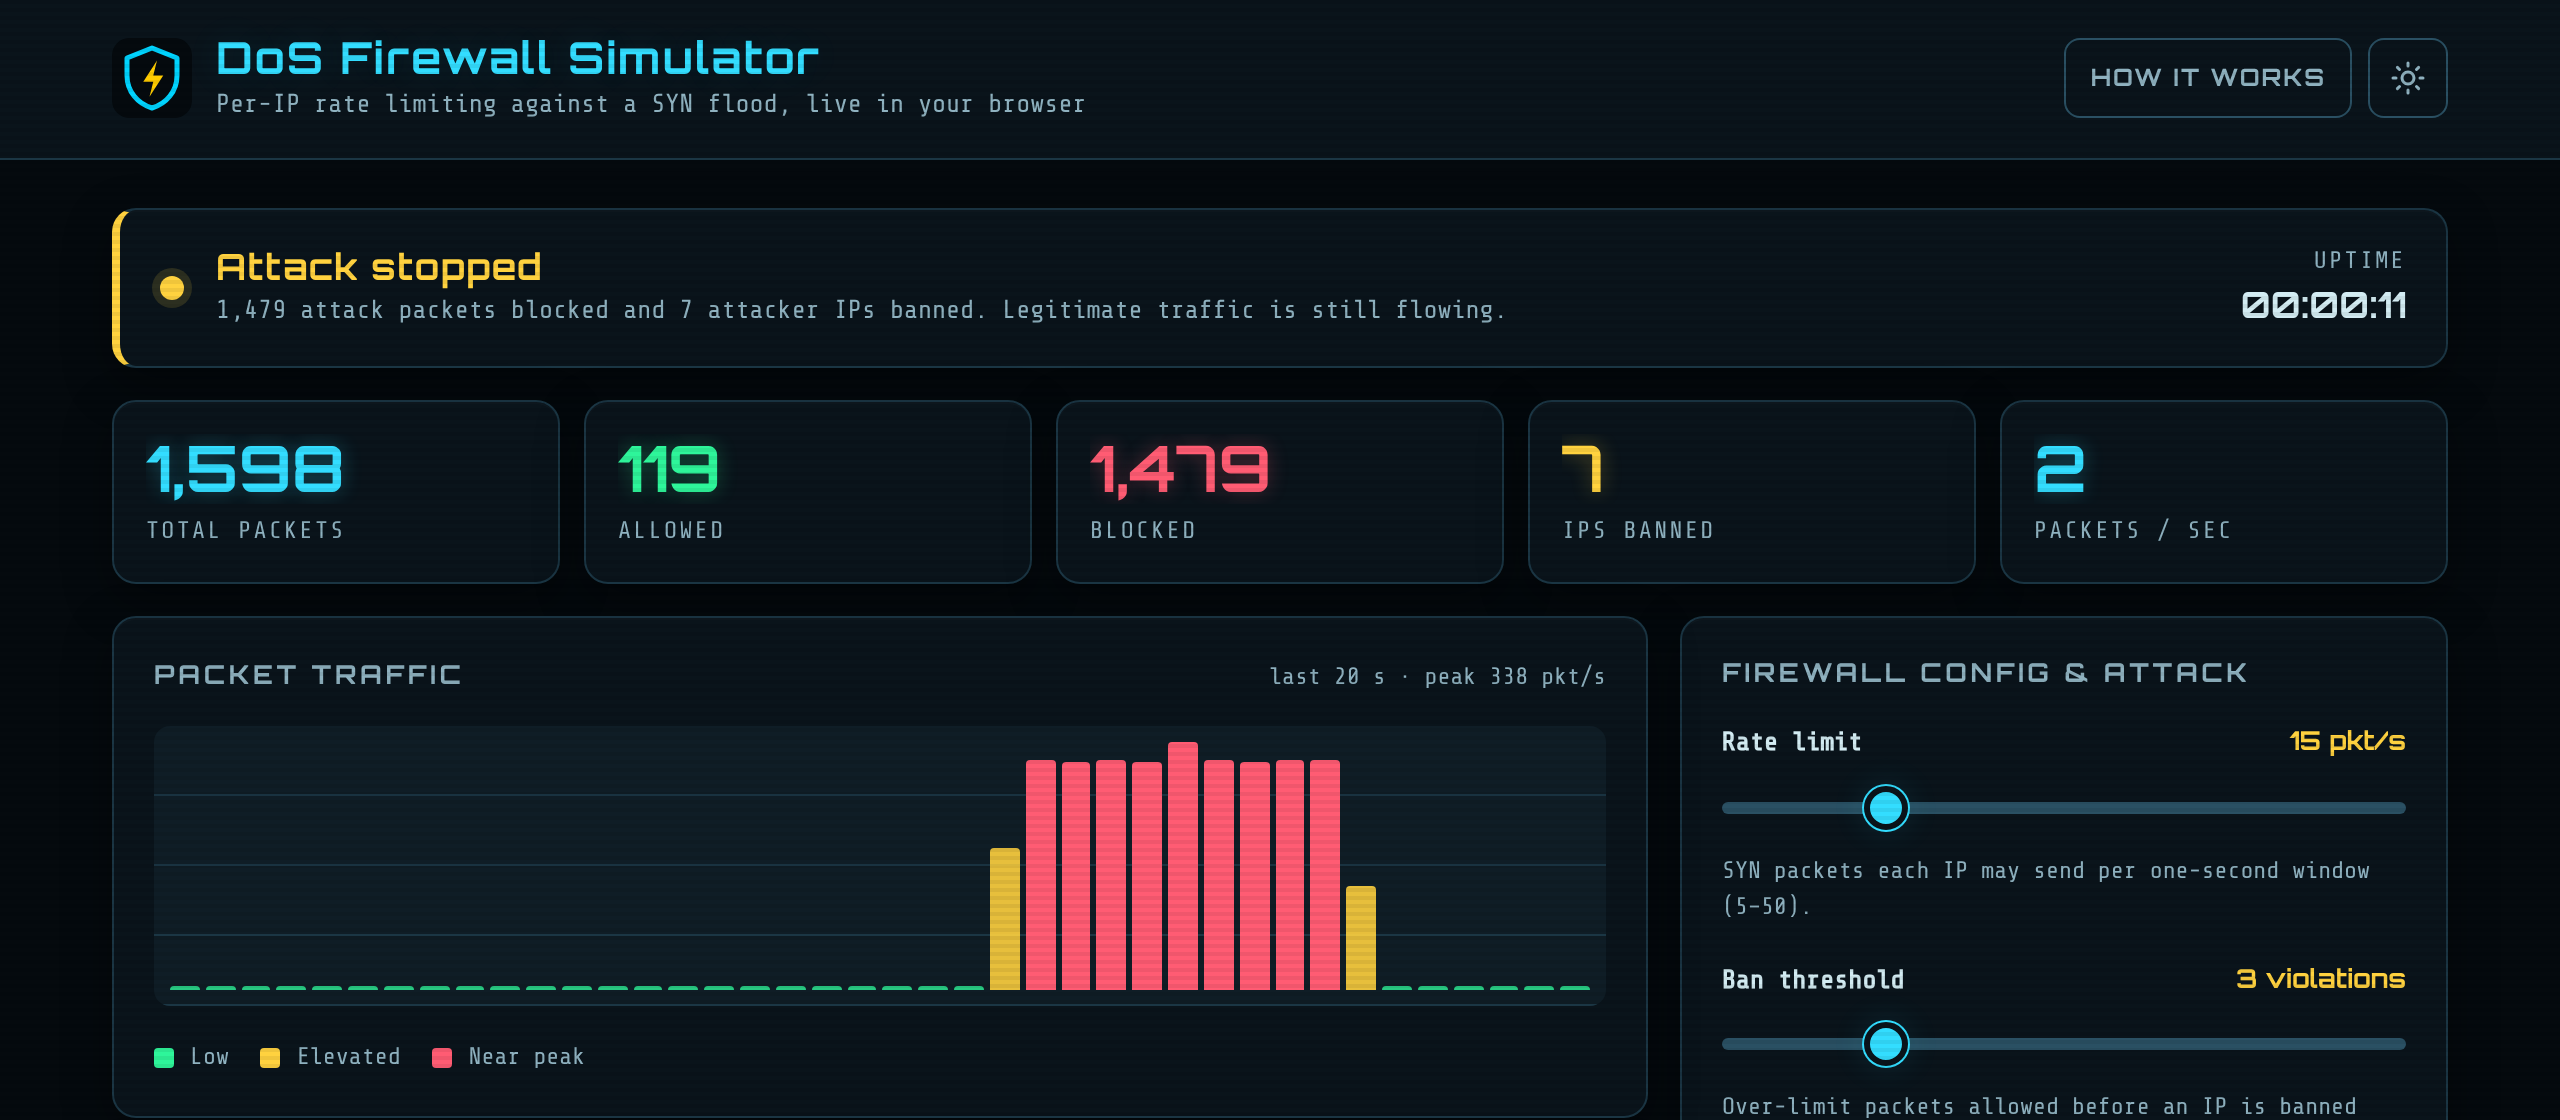 DoS Firewall Simulator
Per-IP rate limiting against a SYN flood, live in your browser
HOW IT WORKS
Attack stopped
1,479 attack packets blocked and 7 attacker IPs banned. Legitimate traffic is still flowing.
UPTIME
00:00:11
1,598
TOTAL PACKETS
119
ALLOWED
1,479
BLOCKED
7
IPS BANNED
2
PACKETS / SEC
PACKET TRAFFIC
last 20 s · peak 338 pkt/s
Low
Elevated
Near peak
FIREWALL CONFIG & ATTACK
Rate limit
15 pkt/s
SYN packets each IP may send per one-second window
(5–50).
Ban threshold
3 violations
Over-limit packets allowed before an IP is banned